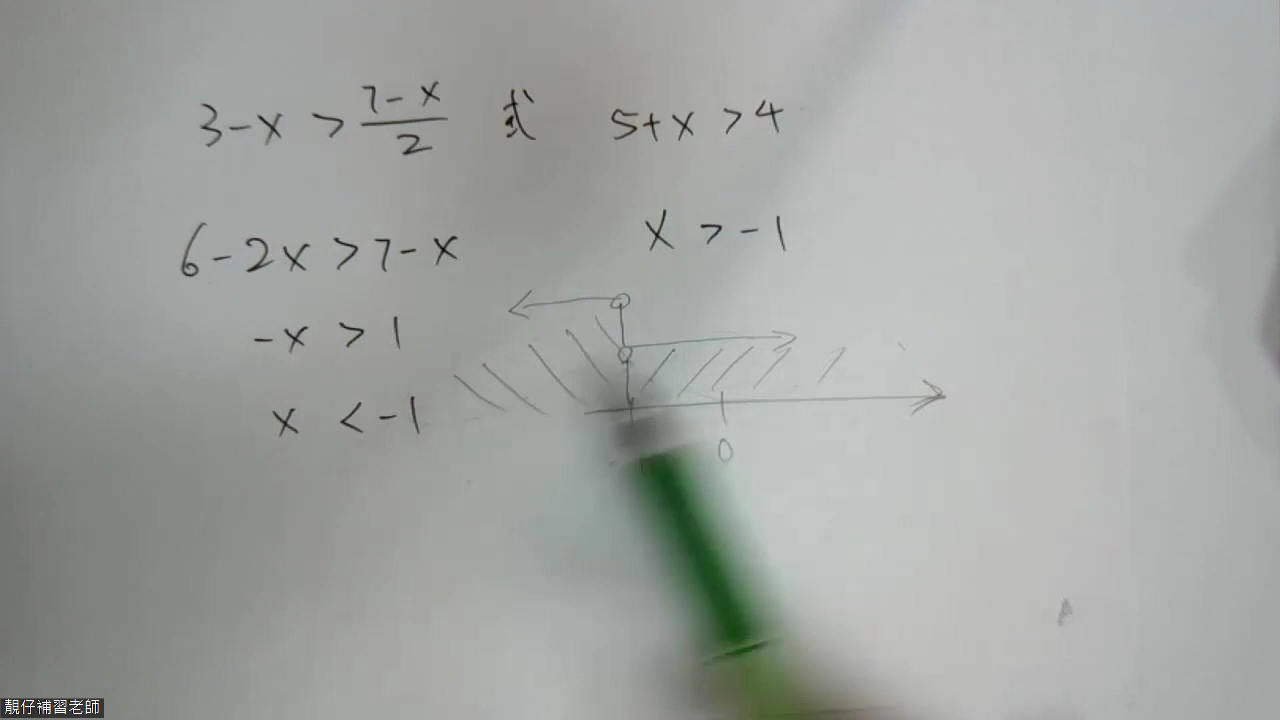 3-x > \frac{7-x}{2} 或 5+x > 4
6-2x > 7-x
x > -1
-x > 1
x < -1
0
靚仔補習老師